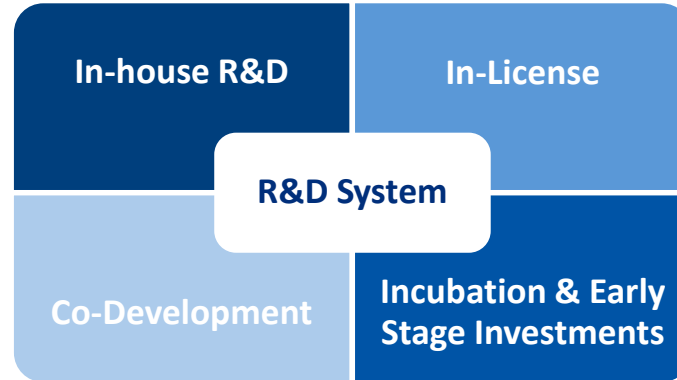 In-house R&D
In-License
R&D System
Co-Development
Incubation & Early
Stage Investments